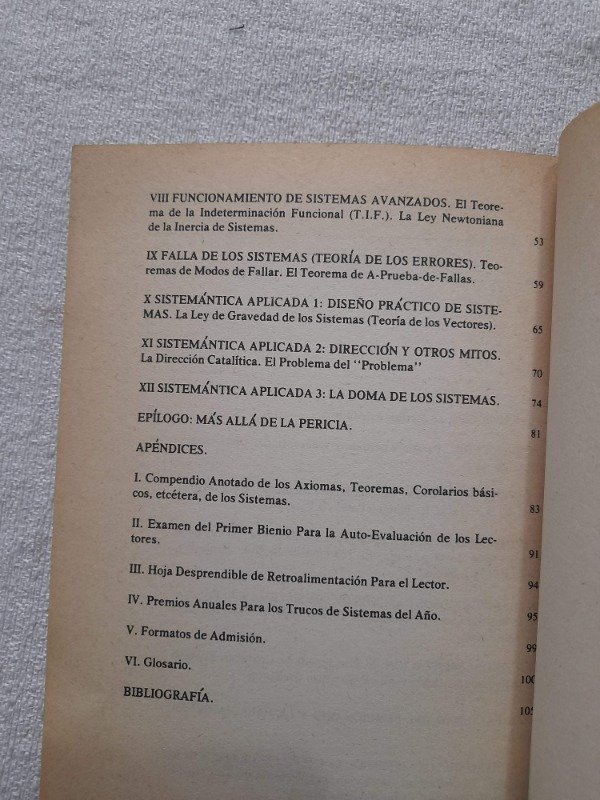 VIII FUNCIONAMIENTO DE SISTEMAS AVANZADOS. El Teore-
ma de la Indeterminación Funcional (T.I.F.). La Ley Newtoniana
de la Inercia de Sistemas. 53
IX FALLA DE LOS SISTEMAS (TEORÍA DE LOS ERRORES). Teo-
remas de Modos de Fallar. El Teorema de A-Prueba-de-Fallas. 59
X SISTEMÁNTICA APLICADA 1: DISEÑO PRÁCTICO DE SISTE-
MAS. La Ley de Gravedad de los Sistemas (Teoría de los Vectores). 65
XI SISTEMÁNTICA APLICADA 2: DIRECCIÓN Y OTROS MITOS.
La Dirección Catalítica. El Problema del "Problema" 70
XII SISTEMÁNTICA APLICADA 3: LA DOMA DE LOS SISTEMAS. 74
EPÍLOGO: MÁS ALLÁ DE LA PERICIA. 81
APÉNDICES.
I. Compendio Anotado de los Axiomas, Teoremas, Corolarios bási-
cos, etcétera, de los Sistemas. 83
II. Examen del Primer Bienio Para la Auto-Evaluación de los Lec-
tores. 91
III. Hoja Desprendible de Retroalimentación Para el Lector. 94
IV. Premios Anuales Para los Trucos de Sistemas del Año. 95
V. Formatos de Admisión. 99
VI. Glosario. 100
BIBLIOGRAFÍA. 105